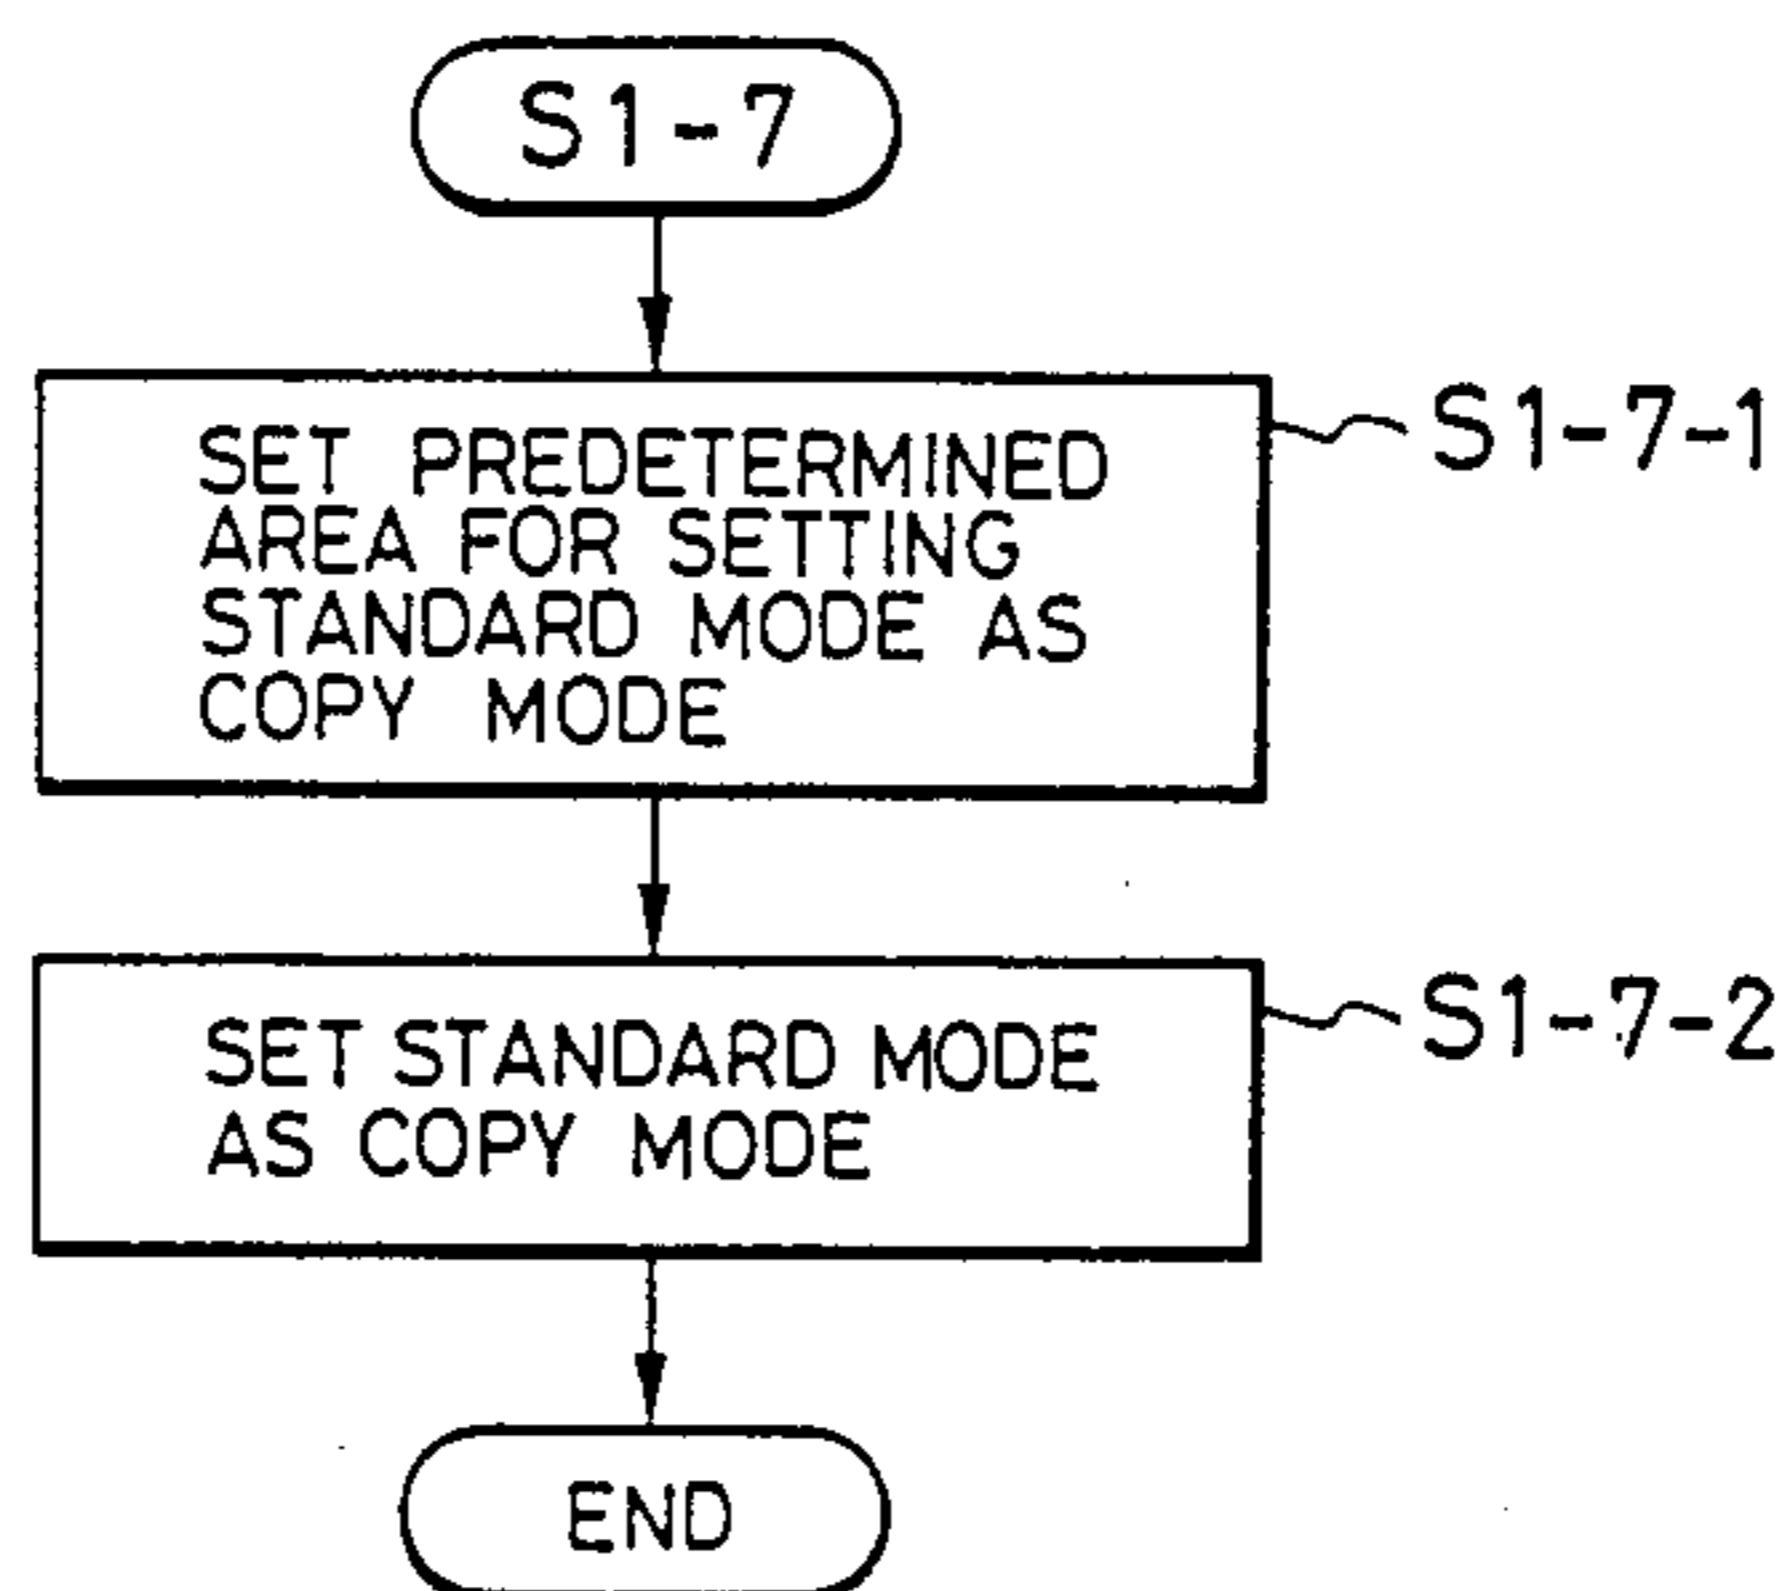 S1-7
SET PREDETERMINED
AREA FOR SETTING
STANDARD MODE AS
COPY MODE
S1-7-1
SET STANDARD MODE
AS COPY MODE
S1-7-2
END